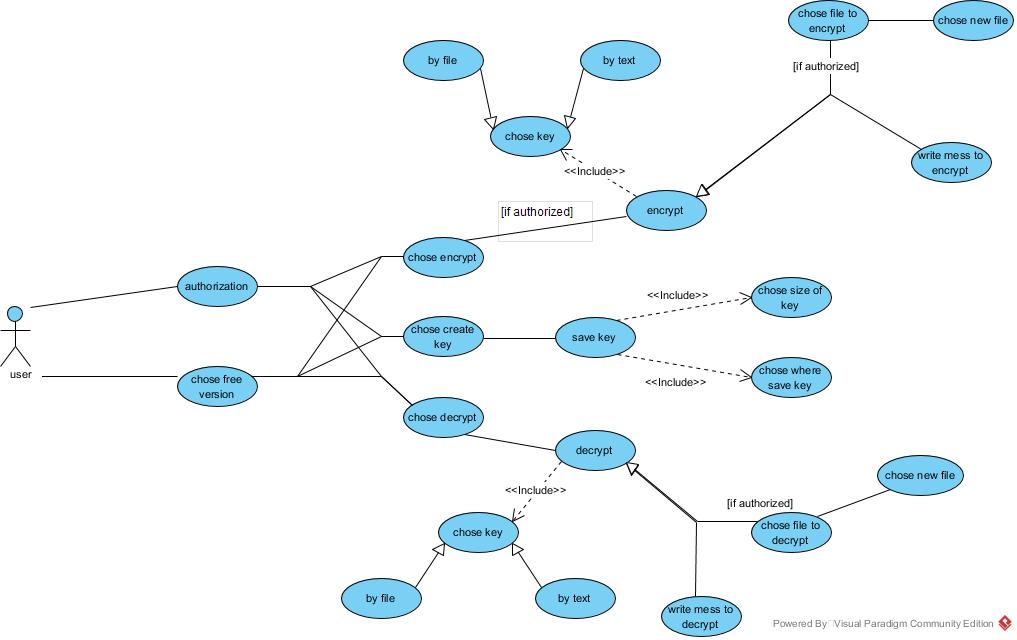 chose file to
encrypt
chose new file
by file
by text
[if authorized]
chose key
write mess to
encrypt
<<Include>>
[if authorized]
encrypt
chose encrypt
authorization
chose size of
key
<<Include>>
chose create
key
save key
user
chose free
version
chose where
save key
<<Include>>
chose decrypt
decrypt
chose new file
<<Include>>
[if authorized]
chose key
chose file to
decrypt
by file
by text
write mess to
decrypt
Powered By Visual Paradigm Community Edition